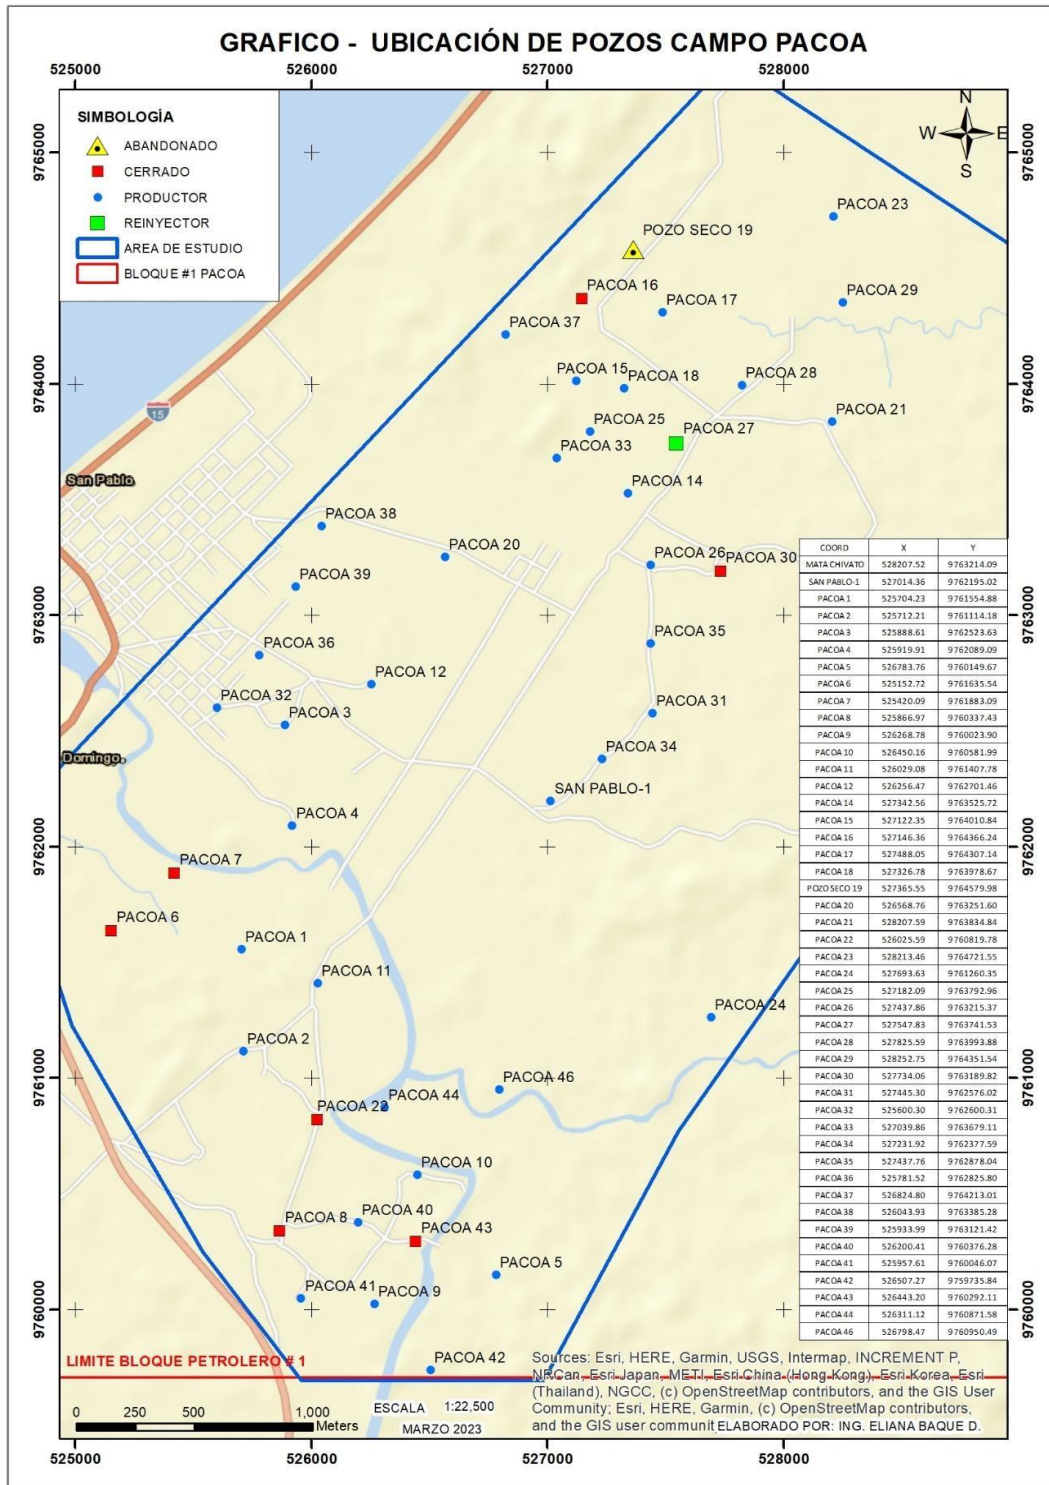 GRAFICO - UBICACIÓN DE POZOS CAMPO PACOA
525000 526000 527000 528000
SIMBOLOGÍA
ABANDONADO
CERRADO
PRODUCTOR
REINYECTOR
AREA DE ESTUDIO
BLOQUE #1 PACOA
N
W E
S
9765000 9765000
PACOA 23
POZO SECO 19
PACOA 16
PACOA 17
PACOA 29
PACOA 37
9764000 9764000
PACOA 15
PACOA 18
PACOA 28
15
PACOA 25
PACOA 27
PACOA 21
PACOA 33
San Pablo
PACOA 14
PACOA 38
PACOA 20
PACOA 26
PACOA 30
PACOA 39
9763000 9763000
PACOA 36
PACOA 35
PACOA 12
PACOA 32
PACOA 3
PACOA 31
Domingo.
PACOA 34
SAN PABLO-1
PACOA 4
9762000 9762000
PACOA 7
PACOA 6
PACOA 1
PACOA 11
PACOA 24
PACOA 2
9761000 9761000
PACOA 46
PACOA 44
PACOA 22
PACOA 10
PACOA 40
PACOA 8
PACOA 43
PACOA 5
PACOA 41
PACOA 9
9760000 9760000
PACOA 42
COORD X Y
MATA CHIVATO 528207.52 9763214.09
SAN PABLO-1 527014.36 9762195.02
PACOA 1 525704.23 9761554.88
PACOA 2 525712.21 9761114.18
PACOA 3 525888.61 9762523.63
PACOA 4 525919.91 9762089.09
PACOA 5 526783.76 9760149.67
PACOA 6 525152.72 9761635.54
PACOA 7 525420.09 9761883.09
PACOA 8 525866.97 9760337.43
PACOA 9 526268.78 9760023.90
PACOA 10 526450.16 9760581.99
PACOA 11 526029.08 9761407.78
PACOA 12 526256.47 9762701.46
PACOA 14 527342.56 9763525.72
PACOA 15 527122.35 9764010.84
PACOA 16 527146.36 9764366.24
PACOA 17 527488.05 9764307.14
PACOA 18 527326.78 9763978.67
POZO SECO 19 527365.55 9764579.98
PACOA 20 526568.76 9763251.60
PACOA 21 528207.59 9763834.84
PACOA 22 526025.59 9760819.78
PACOA 23 528213.46 9764721.55
PACOA 24 527693.63 9761260.35
PACOA 25 527182.09 9763792.96
PACOA 26 527437.86 9763215.37
PACOA 27 527547.83 9763741.53
PACOA 28 527825.59 9763993.88
PACOA 29 528252.75 9764351.54
PACOA 30 527734.06 9763189.82
PACOA 31 527445.30 9762576.02
PACOA 32 525600.30 9762600.31
PACOA 33 527039.86 9763679.11
PACOA 34 527231.92 9762377.59
PACOA 35 527437.76 9762878.04
PACOA 36 525781.52 9762825.80
PACOA 37 526824.80 9764213.01
PACOA 38 526043.93 9763385.28
PACOA 39 525933.99 9763121.42
PACOA 40 526200.41 9760376.28
PACOA 41 525957.61 9760046.07
PACOA 42 526507.27 9759735.84
PACOA 43 526443.20 9760292.11
PACOA 44 526311.12 9760871.58
PACOA 46 526798.47 9760950.49
LIMITE BLOQUE PETROLERO # 1
Sources: Esri, HERE, Garmin, USGS, Intermap, INCREMENT P,
NRCan, Esri Japan, METI, Esri China (Hong Kong), Esri Korea, Esri
(Thailand), NGCC, (c) OpenStreetMap contributors, and the GIS User
Community; Esri, HERE, Garmin, (c) OpenStreetMap contributors,
and the GIS user communit ELABORADO POR: ING. ELIANA BAQUE D.
ESCALA 1:22,500
MARZO 2023
0 250 500 1,000
Meters
525000 526000 527000 528000